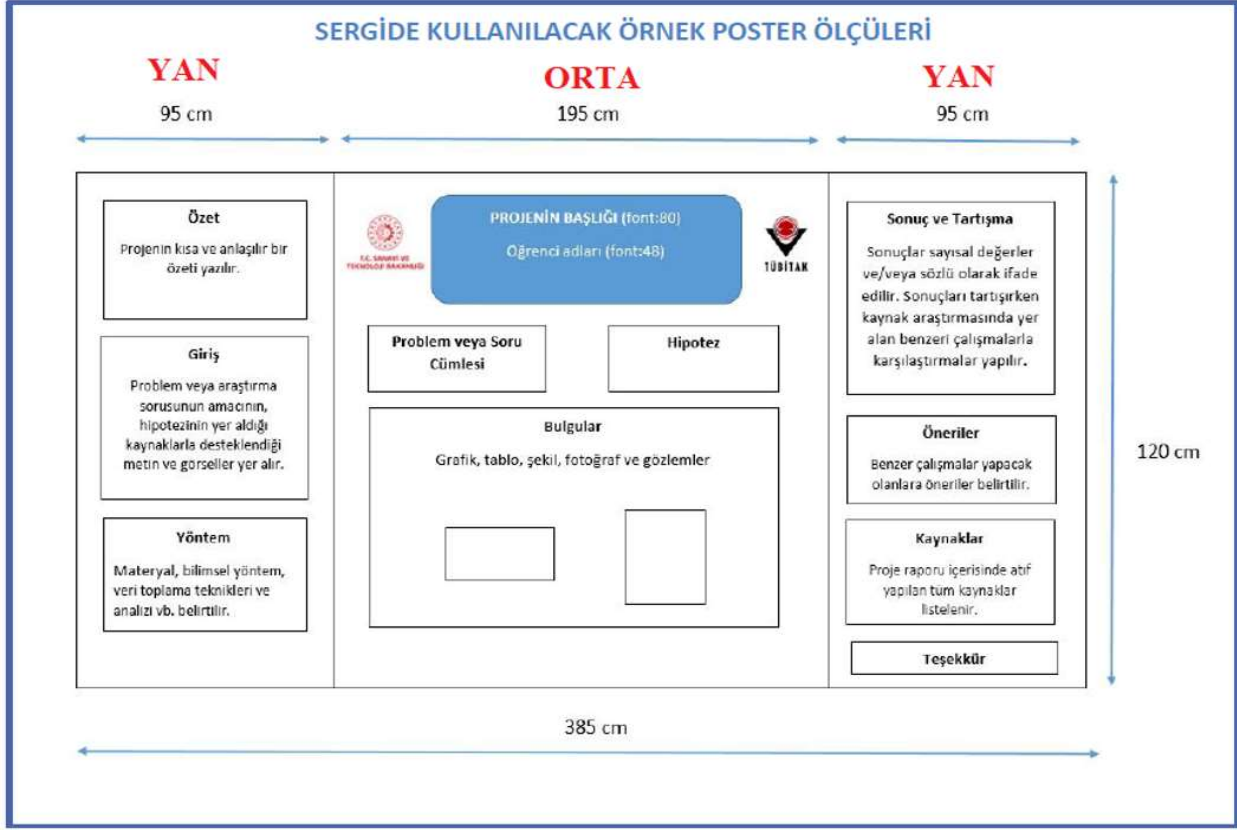 SERGİDE KULLANILACAK ÖRNEK POSTER ÖLÇÜLERİ
YAN
ORTA
YAN
95 cm
195 cm
95 cm
Özet
Projenin kısa ve anlaşılır bir
özeti yazılır.
Giriş
Problem veya araştırma
sorusunun amacının,
hipotezinin yer aldığı
kaynaklarla desteklendiği
metin ve görseller yer alır.
Yöntem
Materyal, bilimsel yöntem,
veri toplama teknikleri ve
analizi vb. belirtilir.
T.C. SANAYİ VE
TEKNOLOJİ BAKANLIĞI
PROJENİN BAŞLIĞI (font:80)
Öğrenci adları (font:48)
TÜBİTAK
Problem veya Soru
Cümlesi
Hipotez
Bulgular
Grafik, tablo, şekil, fotoğraf ve gözlemler
Sonuç ve Tartışma
Sonuçlar sayısal değerler
ve/veya sözlü olarak ifade
edilir. Sonuçları tartışırken
kaynak araştırmasında yer
alan benzeri çalışmalarla
karşılaştırmalar yapılır.
Öneriler
Benzer çalışmalar yapacak
olanlara öneriler belirtilir.
Kaynaklar
Proje raporu içerisinde atıf
yapılan tüm kaynaklar
listelenir.
Teşekkür
120 cm
385 cm